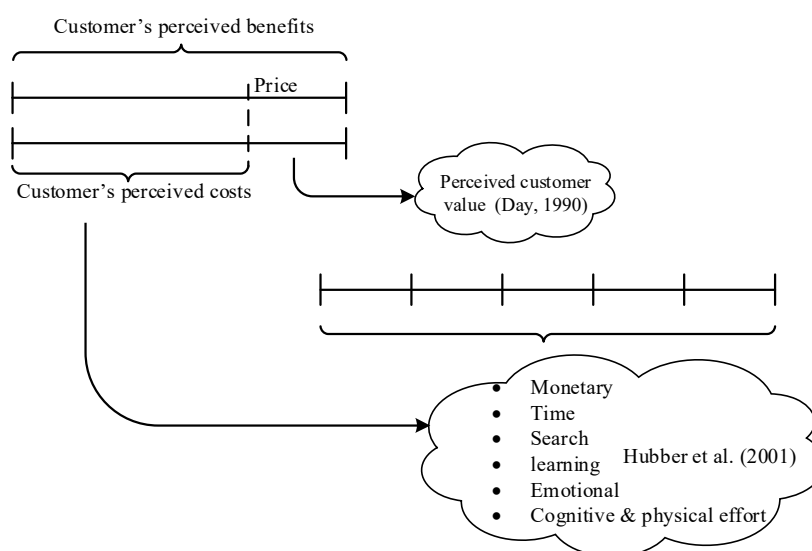 Customer’s perceived benefits
Price
Customer’s perceived costs
Perceived customer
value (Day, 1990)
• Monetary
• Time
• Search
• learning
Hubber et al. (2001)
• Emotional
• Cognitive & physical effort